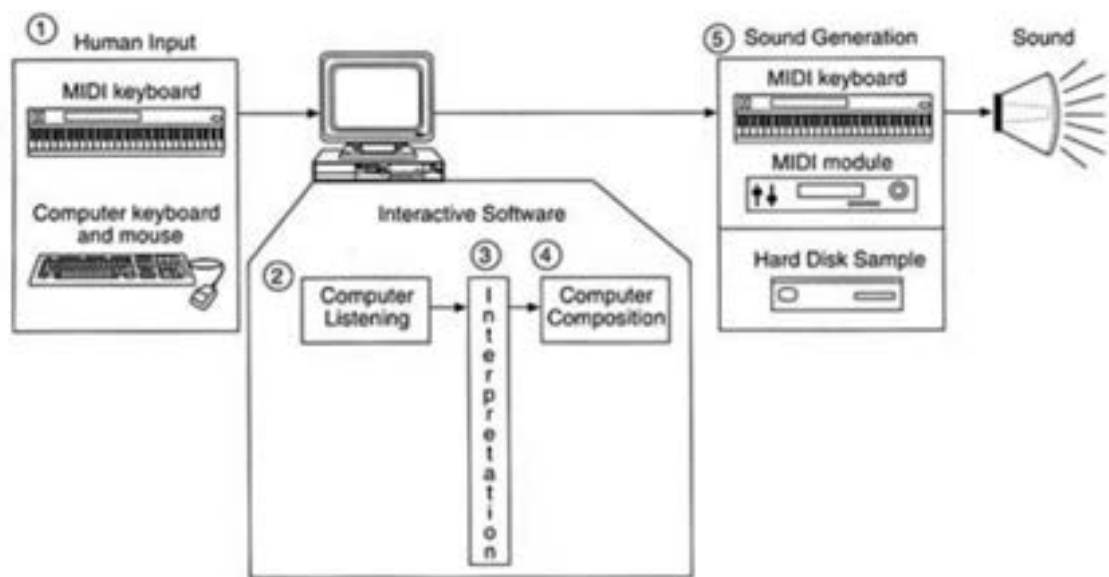 1
Human Input
MIDI keyboard
Computer keyboard
and mouse
Interactive Software
2
Computer
Listening
3
Interpretation
4
Computer
Composition
5
Sound Generation
MIDI keyboard
MIDI module
Hard Disk Sample
Sound